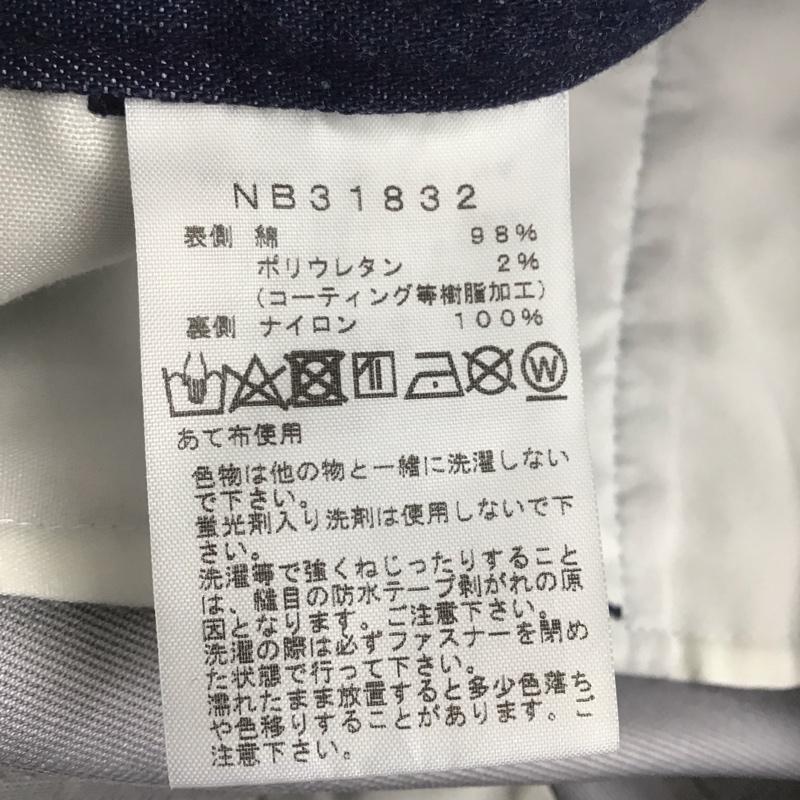 NB31832
表側 綿 98%
ポリウレタン 2%
(コーティング等樹脂加工)
裏側 ナイロン 100%
W
あて布使用
色物は他の物と一緒に洗濯しない
で下さい。
蛍光剤入り洗剤は使用しないで下
さい。
洗濯等で強くねじったりすること
は、縫目の防水テープ剥がれの原
因となります。ご注意下さい。
洗濯の際は必ずファスナーを閉め
た状態で行って下さい。
濡れたまま放置すると多少色落ち
や色移りすることがあります。ご
注意下さい。